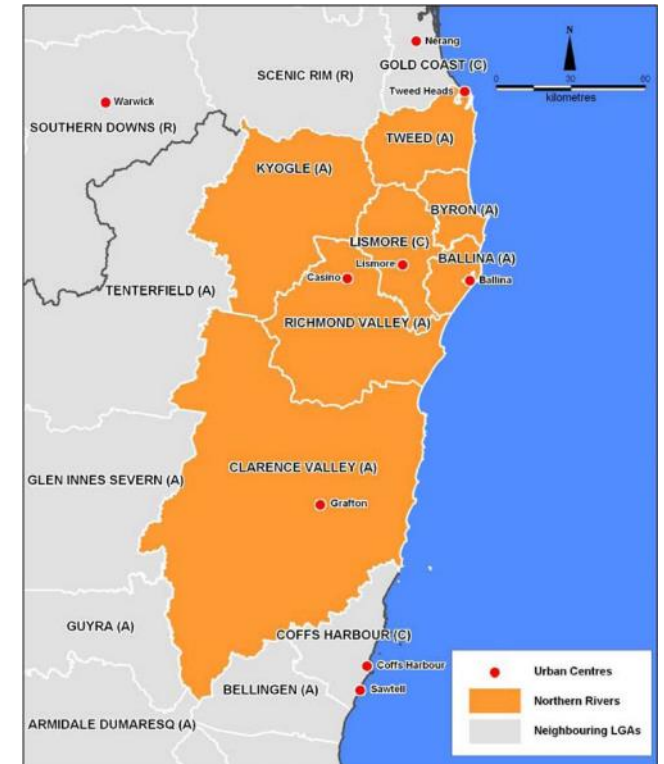 Nerang
GOLD COAST (C)
N
SCENIC RIM (R)
0 30 60
kilometres
Tweed Heads
Warwick
SOUTHERN DOWNS (R)
TWEED (A)
KYOGLE (A)
BYRON (A)
LISMORE (C)
BALLINA (A)
Lismore
Casino
Ballina
TENTERFIELD (A)
RICHMOND VALLEY (A)
CLARENCE VALLEY (A)
GLEN INNES SEVERN (A)
Grafton
GUYRA (A)
COFFS HARBOUR (C)
Coffs Harbour
BELLINGEN (A)
Sawtell
ARMIDALE DUMARESQ (A)
Urban Centres
Northern Rivers
Neighbouring LGAs